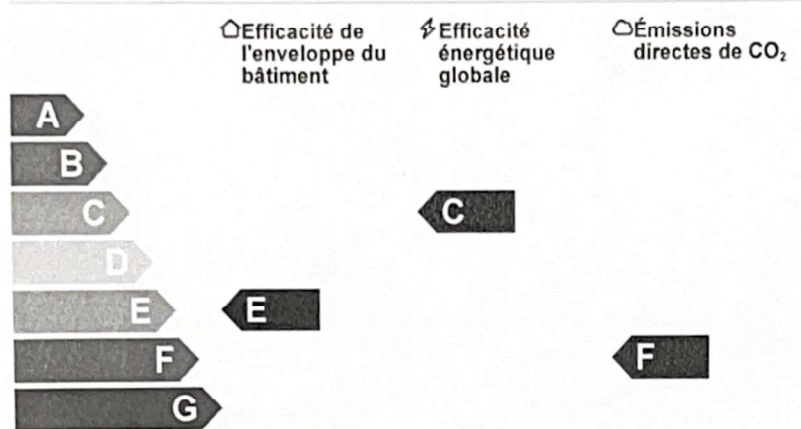 Efficacité de
l'enveloppe du
bâtiment
Efficacité
énergétique
globale
Émissions
directes de CO₂
A
B
C
C
D
E
E
F
F
G